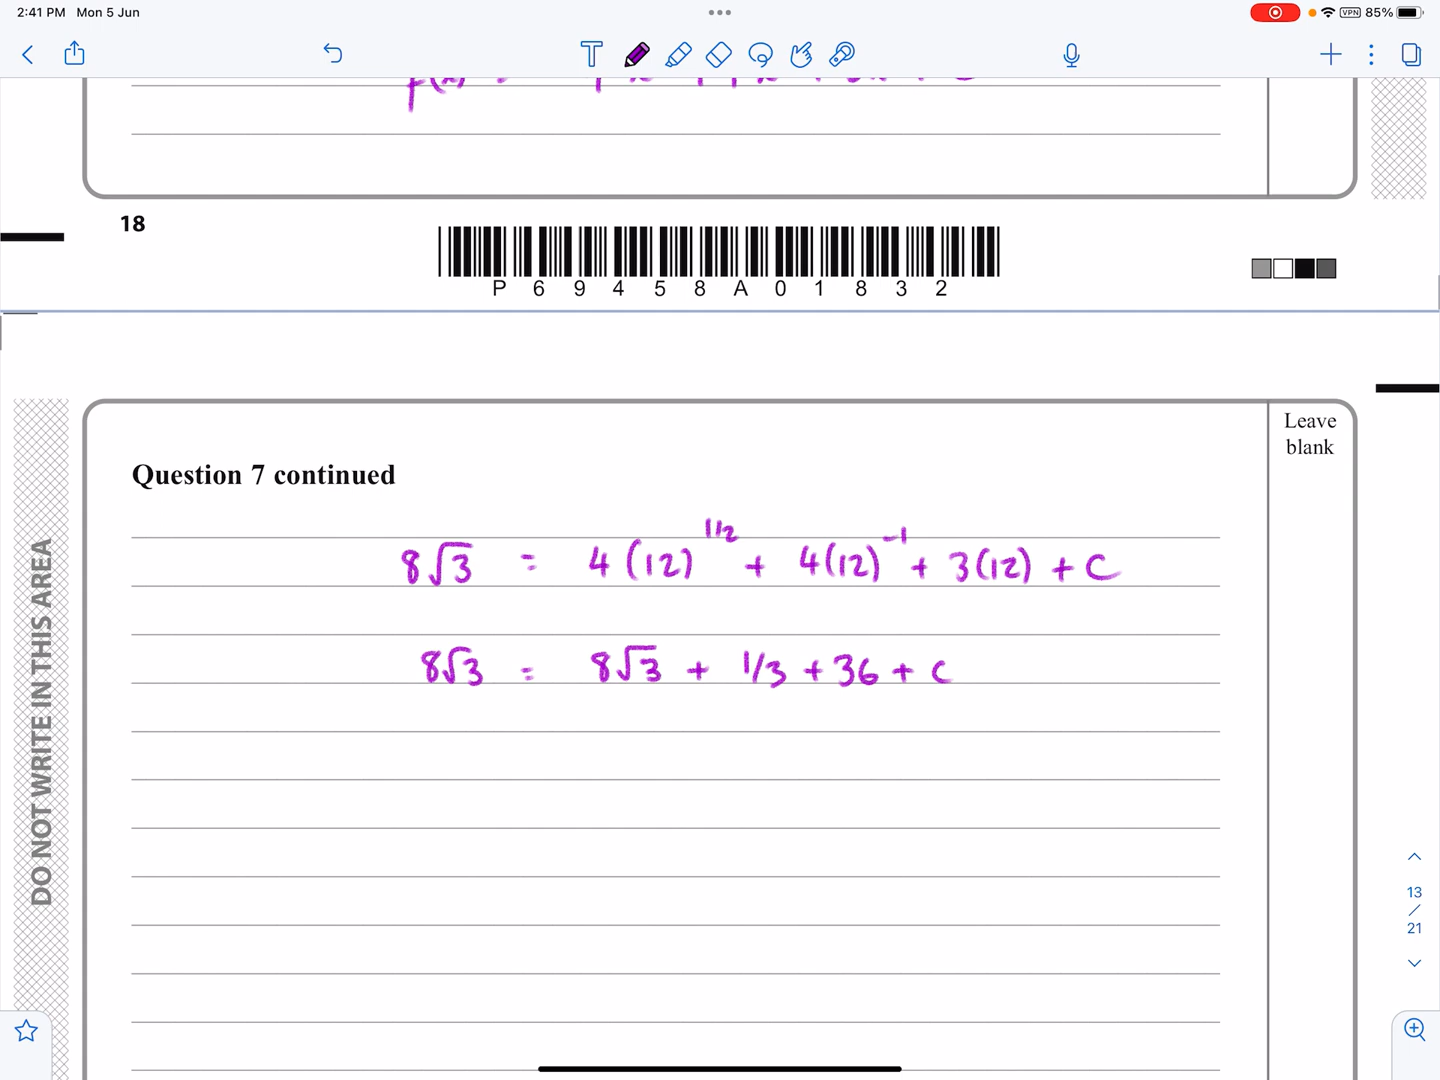 2:41 PM Mon 5 Jun
VPN 85%
18
P 6 9 4 5 8 A 0 1 8 3 2
Leave
blank
Question 7 continued
DO NOT WRITE IN THIS AREA
8√3 = 4(12)^1/2 + 4(12)^-1 + 3(12) + C
8√3 = 8√3 + 1/3 + 36 + C
13
/
21